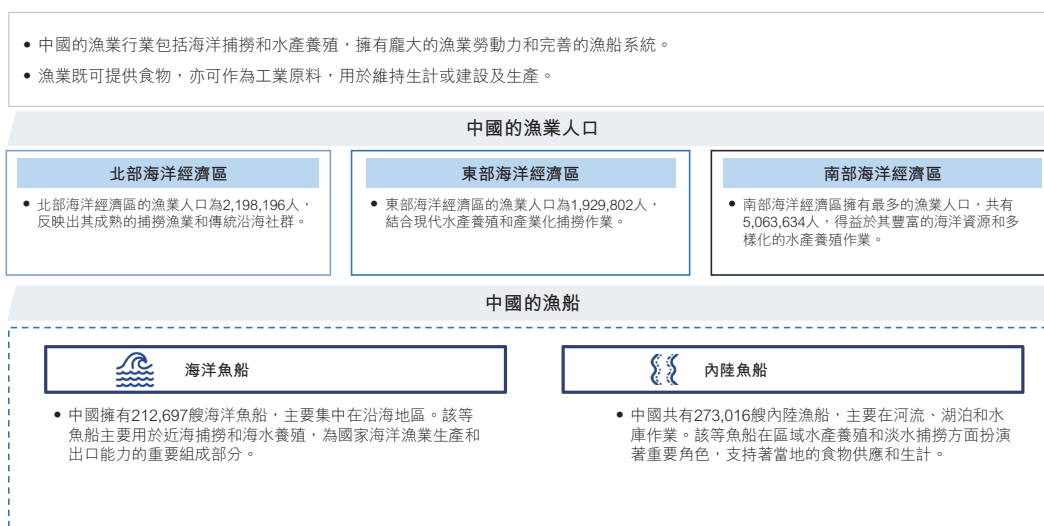 • 中國的漁業行業包括海洋捕撈和水產養殖，擁有龐大的漁業勞動力和完善的漁船系統。
• 漁業既可提供食物，亦可作為工業原料，用於維持生計或建設及生產。
中國的漁業人口
北部海洋經濟區
• 北部海洋經濟區的漁業人口為2,198,196人，
反映出其成熟的捕撈漁業和傳統沿海社群。
東部海洋經濟區
• 東部海洋經濟區的漁業人口為1,929,802人，
結合現代水產養殖和產業化捕撈作業。
南部海洋經濟區
• 南部海洋經濟區擁有最多的漁業人口，共有
5,063,634人，得益於其豐富的海洋資源和多
樣化的水產養殖作業。
中國的漁船
海洋魚船
• 中國擁有212,697艘海洋魚船，主要集中在沿海地區。該等
魚船主要用於近海捕撈和海水養殖，為國家海洋漁業生產和
出口能力的重要組成部分。
內陸魚船
• 中國共有273,016艘內陸漁船，主要在河流、湖泊和水
庫作業。該等魚船在區域水產養殖和淡水捕撈方面扮演
著重要角色，支持著當地的食物供應和生計。